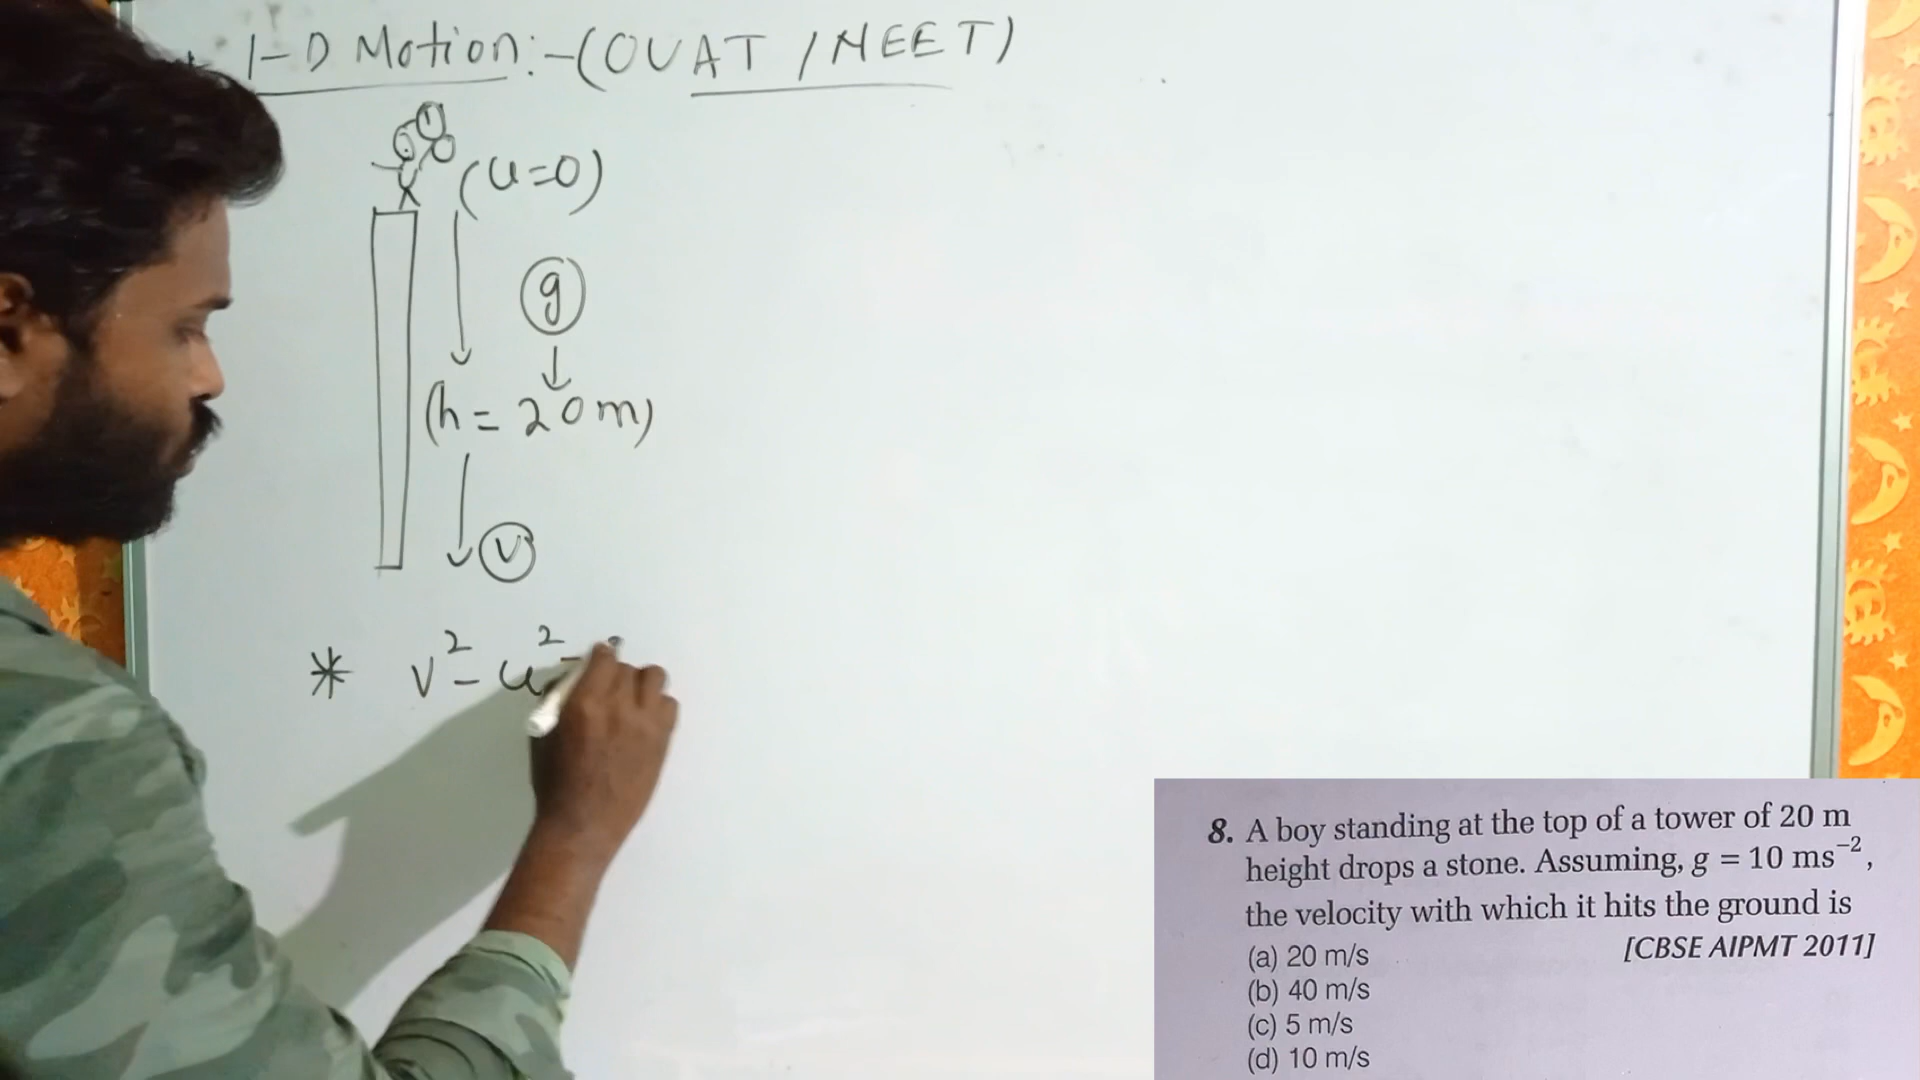 1-D Motion:-(OUAT / NEET)
(u=0)
g
(h = 20m)
v
* v²-u²=
8. A boy standing at the top of a tower of 20 m
height drops a stone. Assuming, g = 10 ms⁻²,
the velocity with which it hits the ground is
[CBSE AIPMT 2011]
(a) 20 m/s
(b) 40 m/s
(c) 5 m/s
(d) 10 m/s